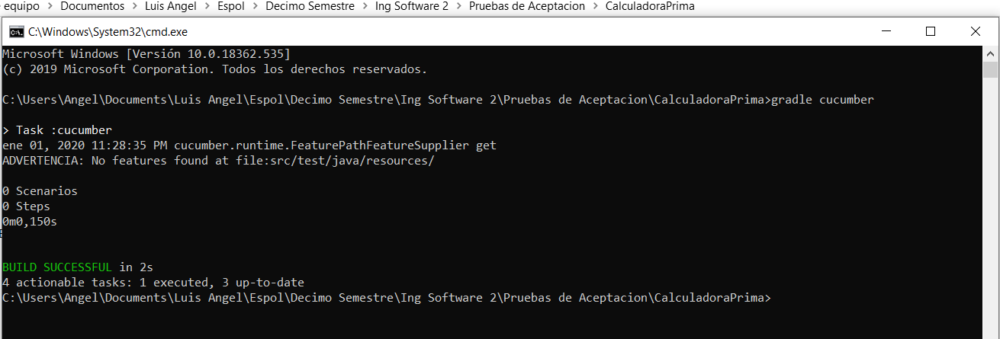 equipo > Documentos > Luis Angel > Espol > Decimo Semestre > Ing Software 2 > Pruebas de Aceptacion > CalculadoraPrima
C:\Windows\System32\cmd.exe
Microsoft Windows [Versión 10.0.18362.535]
(c) 2019 Microsoft Corporation. Todos los derechos reservados.
C:\Users\Angel\Documents\Luis Angel\Espol\Decimo Semestre\Ing Software 2\Pruebas de Aceptacion\CalculadoraPrima>gradle cucumber
> Task :cucumber
ene 01, 2020 11:28:35 PM cucumber.runtime.FeaturePathFeatureSupplier get
ADVERTENCIA: No features found at file:src/test/java/resources/
0 Scenarios
0 Steps
0m0,150s
BUILD SUCCESSFUL in 2s
4 actionable tasks: 1 executed, 3 up-to-date
C:\Users\Angel\Documents\Luis Angel\Espol\Decimo Semestre\Ing Software 2\Pruebas de Aceptacion\CalculadoraPrima>